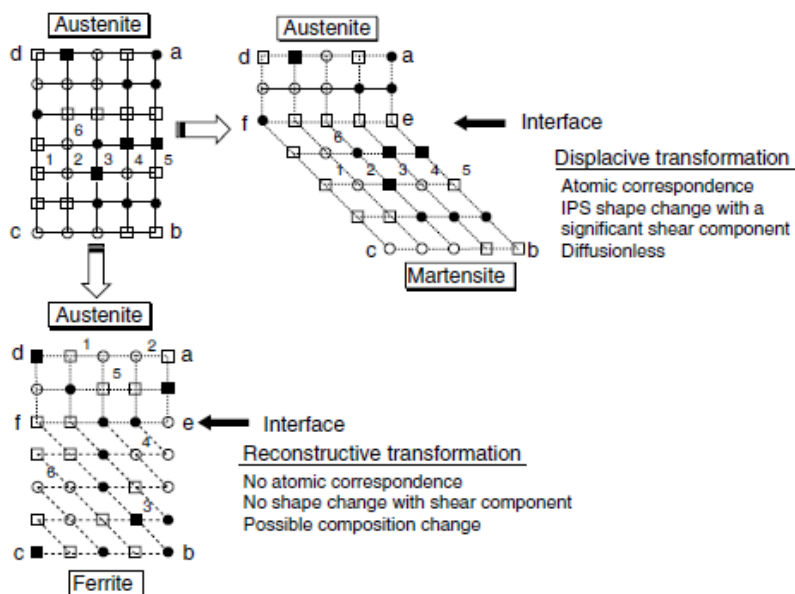 Austenite
d a
6
1 2 3 4 5
c b
Austenite
d a
f e
Interface
6
1 2 3 4 5
c b
Martensite
Displacive transformation
Atomic correspondence
IPS shape change with a
significant shear component
Diffusionless
Austenite
1 2
d a
5
f e
Interface
4
6
3
c b
Ferrite
Reconstructive transformation
No atomic correspondence
No shape change with shear component
Possible composition change